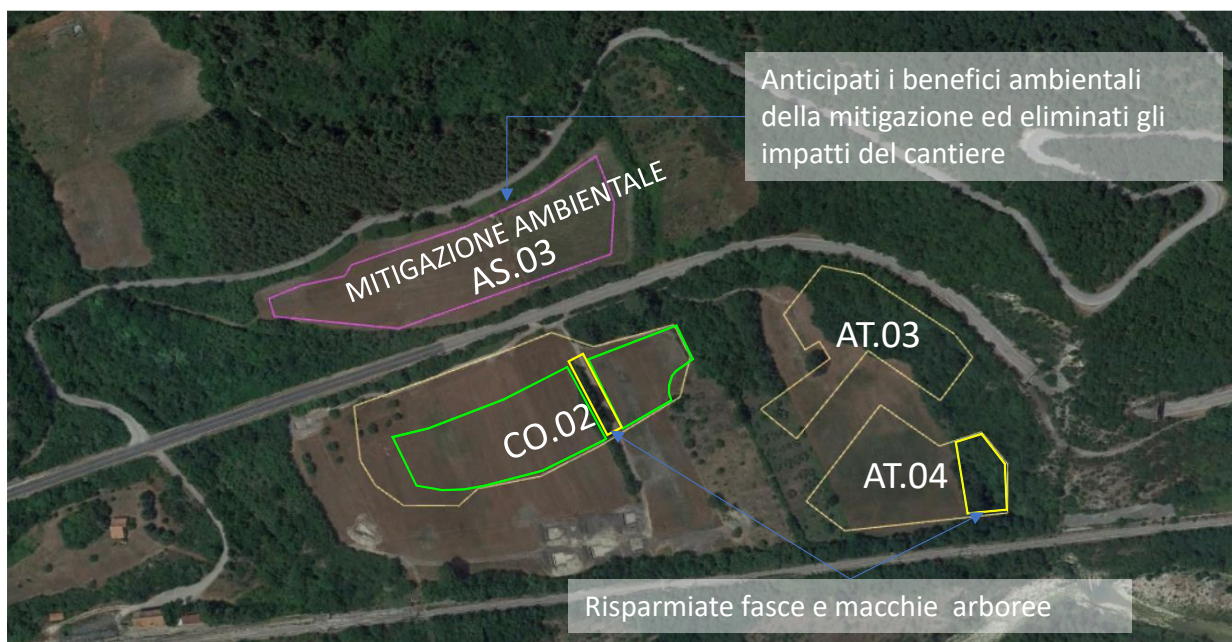 Anticipati i benefici ambientali
della mitigazione ed eliminati gli
impatti del cantiere
MITIGAZIONE AMBIENTALE
AS.03
AT.03
CO.02
AT.04
Risparmiate fasce e macchie arboree